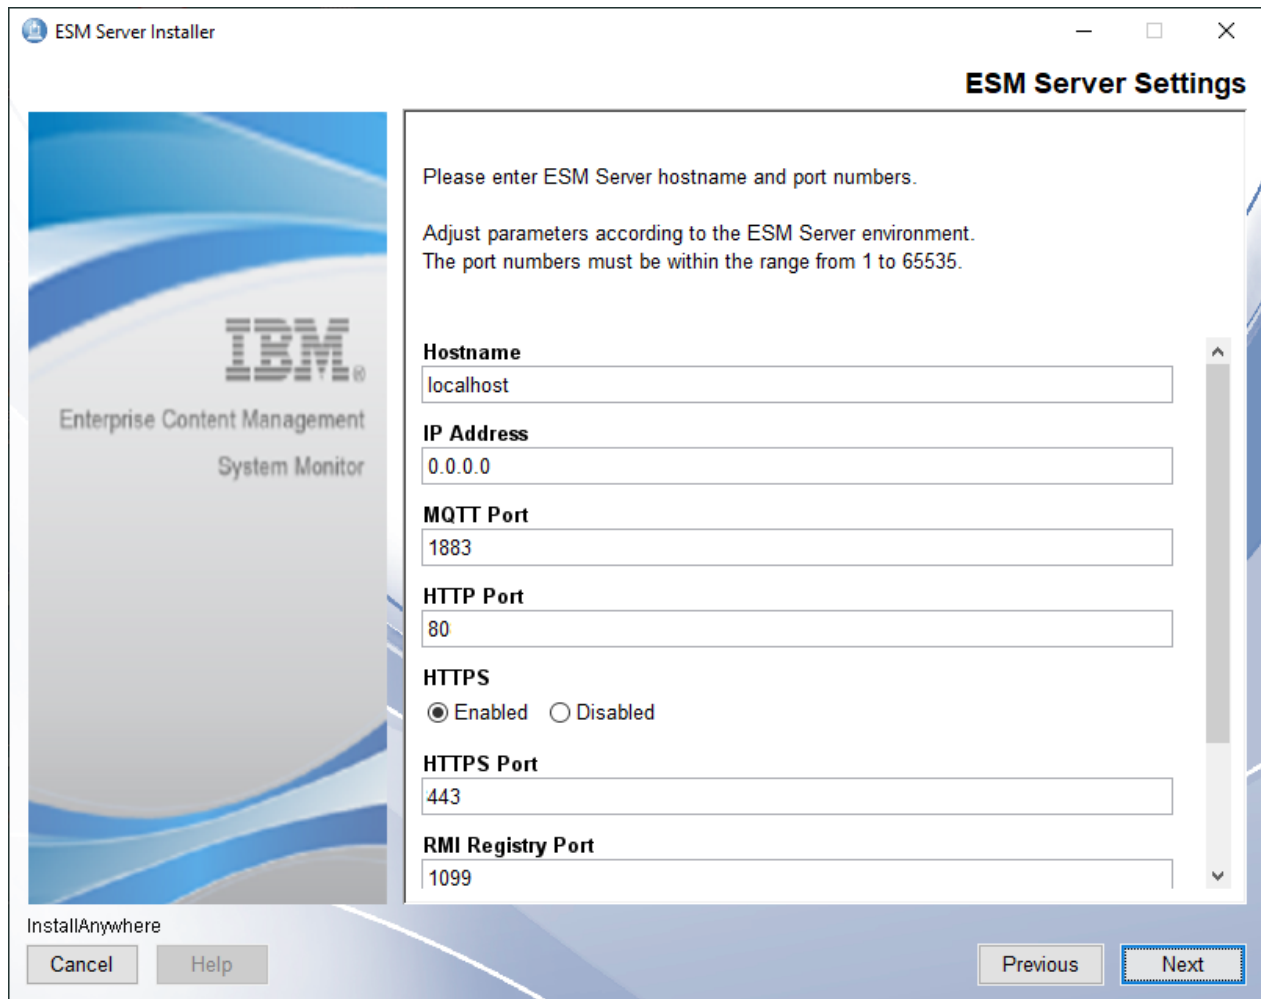 ESM Server Installer
ESM Server Settings
Please enter ESM Server hostname and port numbers.
Adjust parameters according to the ESM Server environment.
The port numbers must be within the range from 1 to 65535.
IBM®
Enterprise Content Management
System Monitor
Hostname
localhost
IP Address
0.0.0.0
MQTT Port
1883
HTTP Port
80
HTTPS
Enabled Disabled
HTTPS Port
443
RMI Registry Port
1099
InstallAnywhere
Cancel Help Previous Next